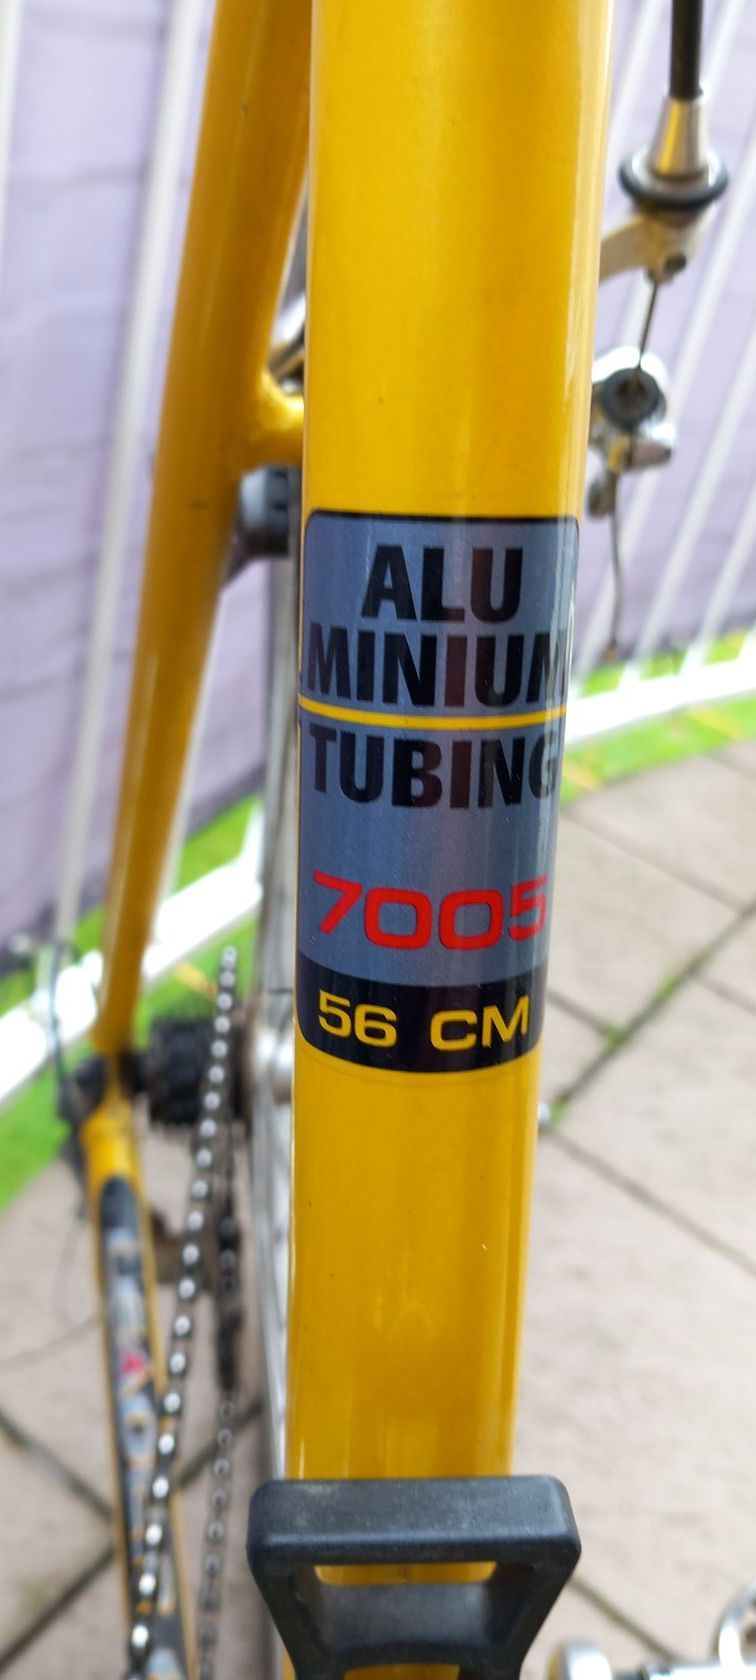 ALU
MINIUM
TUBING
7005
56 CM